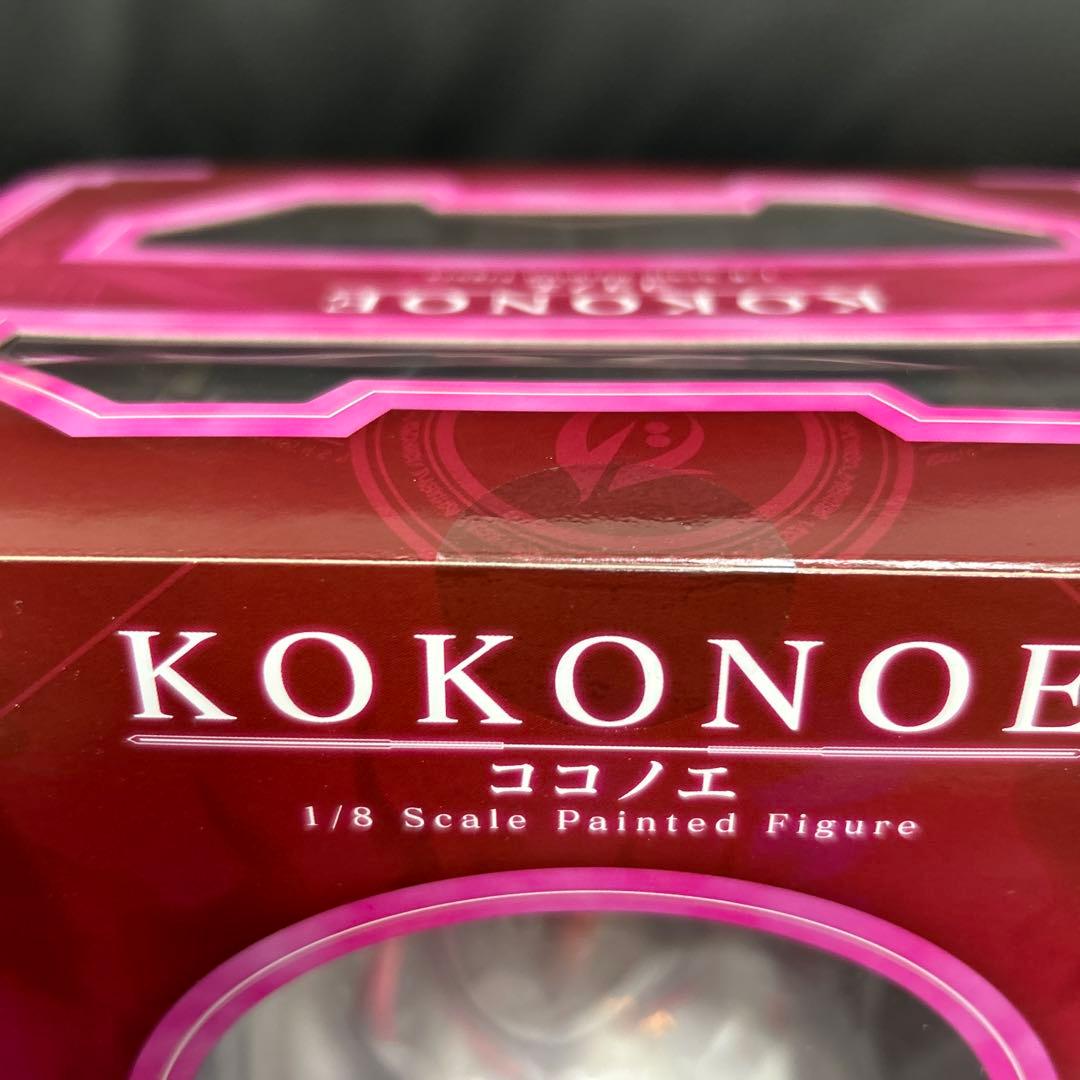 KOKONOE
KOKONOE
ココノエ
1/8 Scale Painted Figure